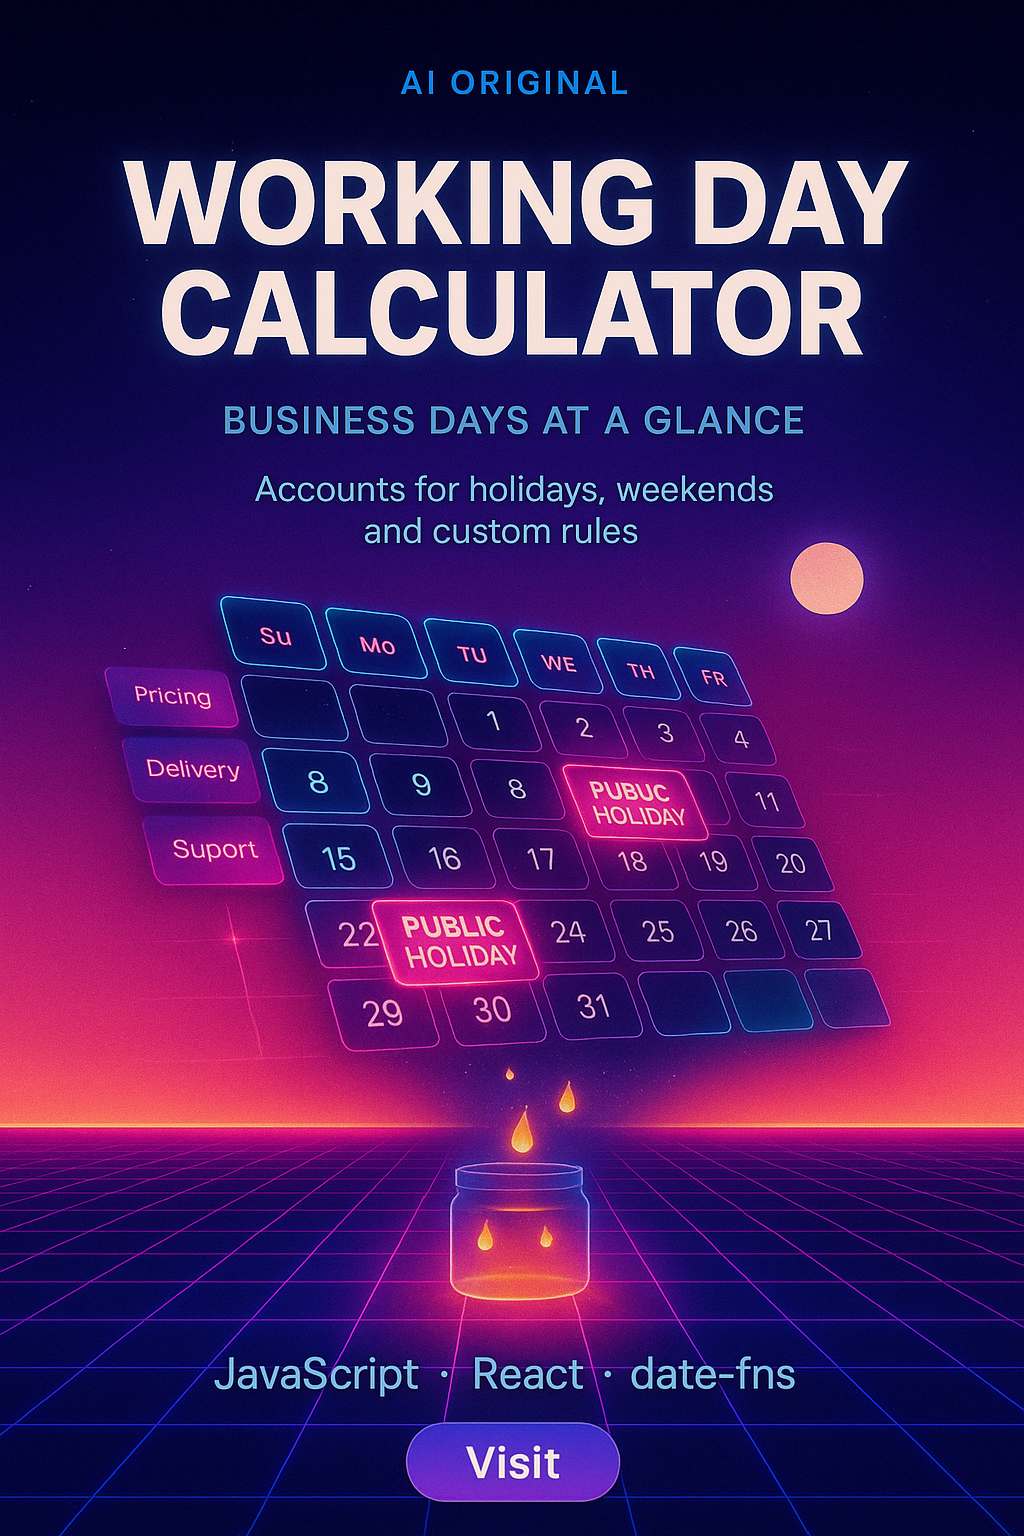 AI ORIGINAL
WORKING DAY
CALCULATOR
BUSINESS DAYS AT A GLANCE
Accounts for holidays, weekends
and custom rules
Su Mo TU WE TH FR
Pricing
1 2 3 4
Delivery
8 9 8 PUBUC HOLIDAY 11
Suport
15 16 17 18 19 20
22 PUBLIC HOLIDAY 24 25 26 27
29 30 31
JavaScript · React · date-fns
Visit